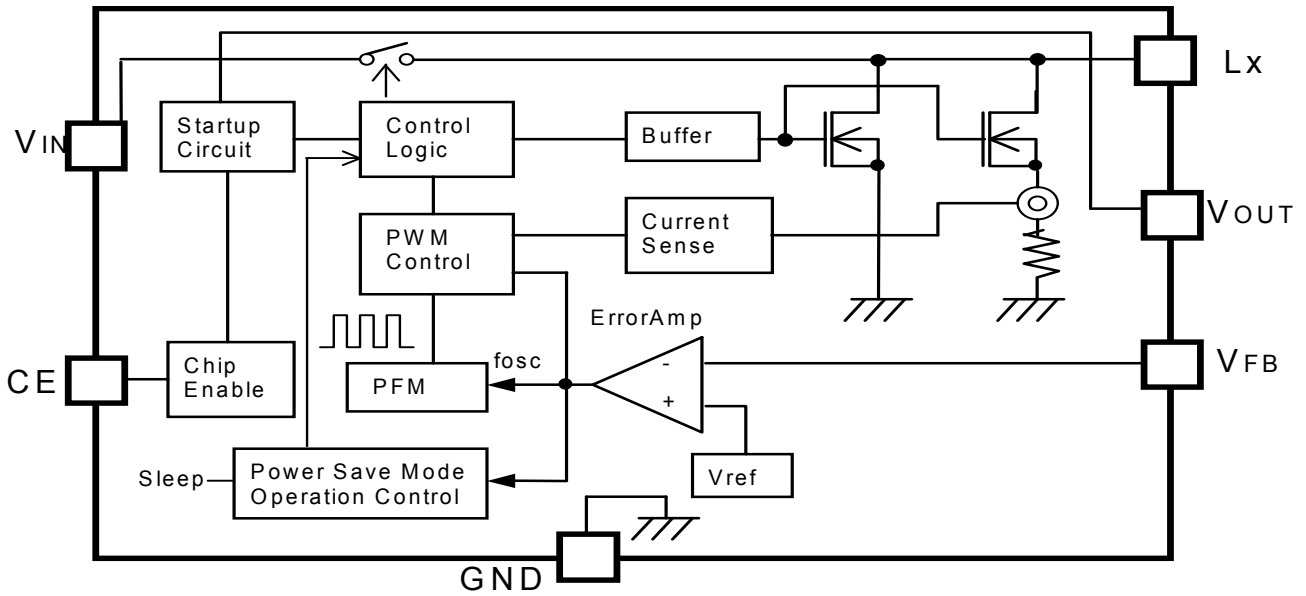 Lx
VIN
Startup
Circuit
Control
Logic
Buffer
VOUT
PWM
Control
Current
Sense
ErrorAmp
VFB
CE
Chip
Enable
PFM
fosc
-
+
Sleep
Power Save Mode
Operation Control
Vref
GND